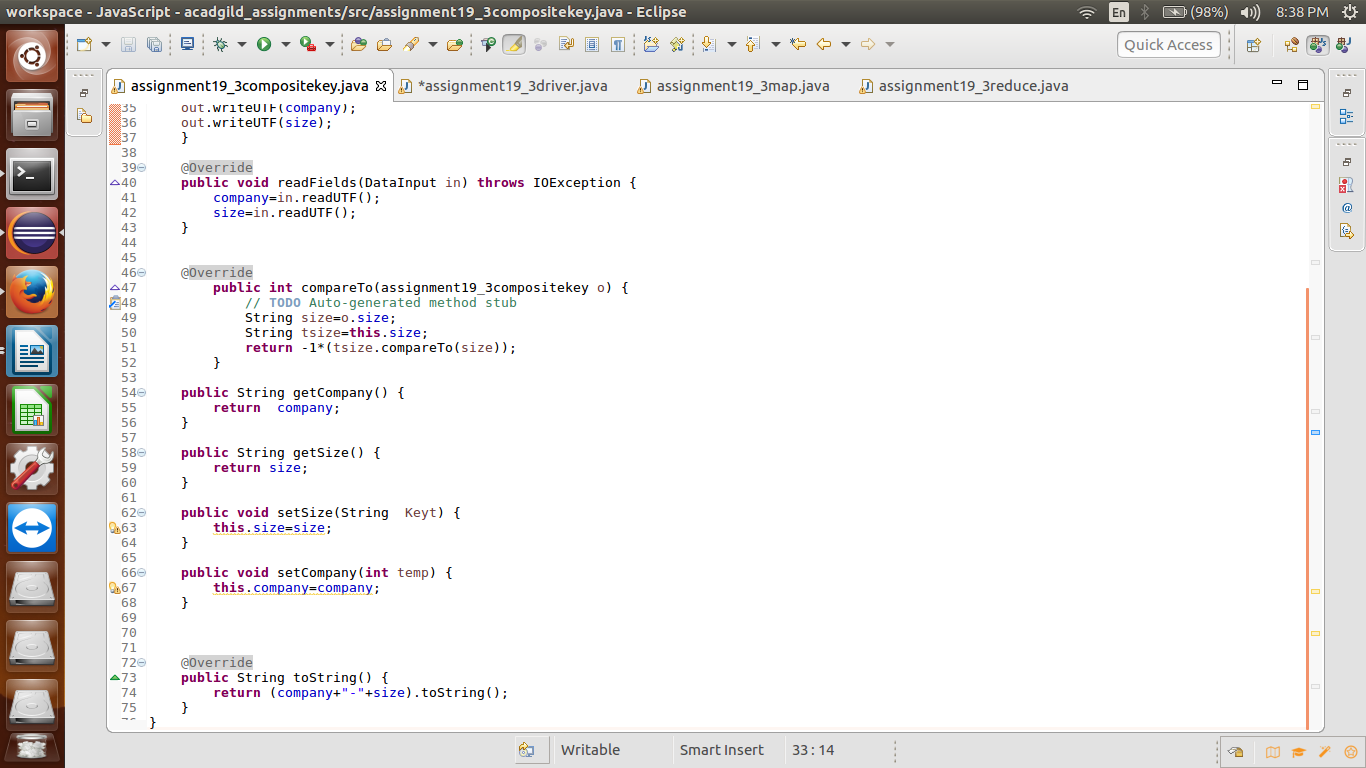 workspace - JavaScript - acadgild_assignments/src/assignment19_3compositekey.java - Eclipse
En (98%) 8:38 PM
Quick Access
assignment19_3compositekey.java *assignment19_3driver.java assignment19_3map.java assignment19_3reduce.java
35 out.writeUTF(company);
36 out.writeUTF(size);
37 }
38
39 @Override
40 public void readFields(DataInput in) throws IOException {
41 company=in.readUTF();
42 size=in.readUTF();
43 }
44
45
46 @Override
47 public int compareTo(assignment19_3compositekey o) {
48 // TODO Auto-generated method stub
49 String size=o.size;
50 String tsize=this.size;
51 return -1*(tsize.compareTo(size));
52 }
53
54 public String getCompany() {
55 return  company;
56 }
57
58 public String getSize() {
59 return size;
60 }
61
62 public void setSize(String  Keyt) {
63 this.size=size;
64 }
65
66 public void setCompany(int temp) {
67 this.company=company;
68 }
69
70
71
72 @Override
73 public String toString() {
74 return (company+"-"+size).toString();
75 }
76 }
Writable Smart Insert 33 : 14